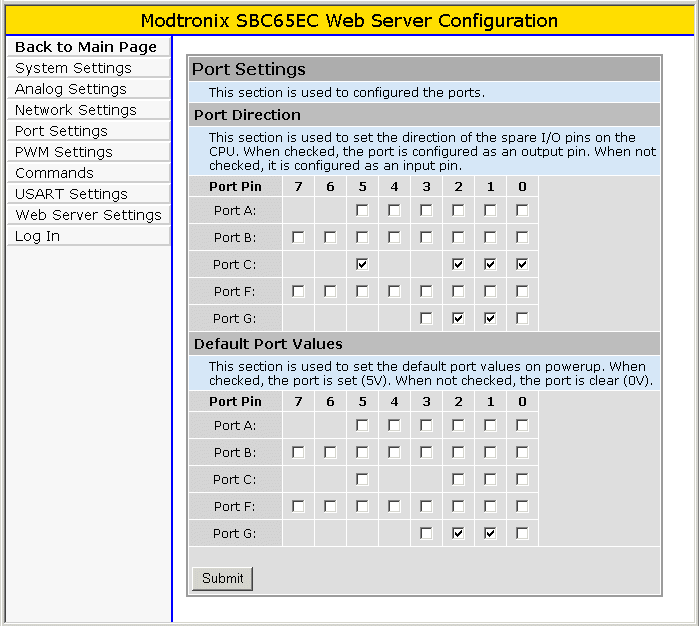 Modtronix SBC65EC Web Server Configuration
Back to Main Page
System Settings
Analog Settings
Network Settings
Port Settings
PWM Settings
Commands
USART Settings
Web Server Settings
Log In
Port Settings
This section is used to configured the ports.
Port Direction
This section is used to set the direction of the spare I/O pins on the
CPU. When checked, the port is configured as an output pin. When not
checked, it is configured as an input pin.
Port Pin 7 6 5 4 3 2 1 0
Port A:
Port B:
Port C:
Port F:
Port G:
Default Port Values
This section is used to set the default port values on powerup. When
checked, the port is set (5V). When not checked, the port is clear (0V).
Port Pin 7 6 5 4 3 2 1 0
Port A:
Port B:
Port C:
Port F:
Port G:
Submit